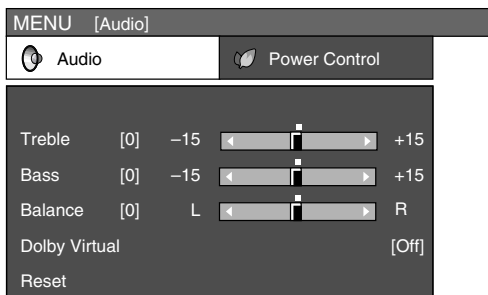 MENU [Audio]
Audio Power Control
Treble [0] –15 +15
Bass [0] –15 +15
Balance [0] L R
Dolby Virtual [Off]
Reset